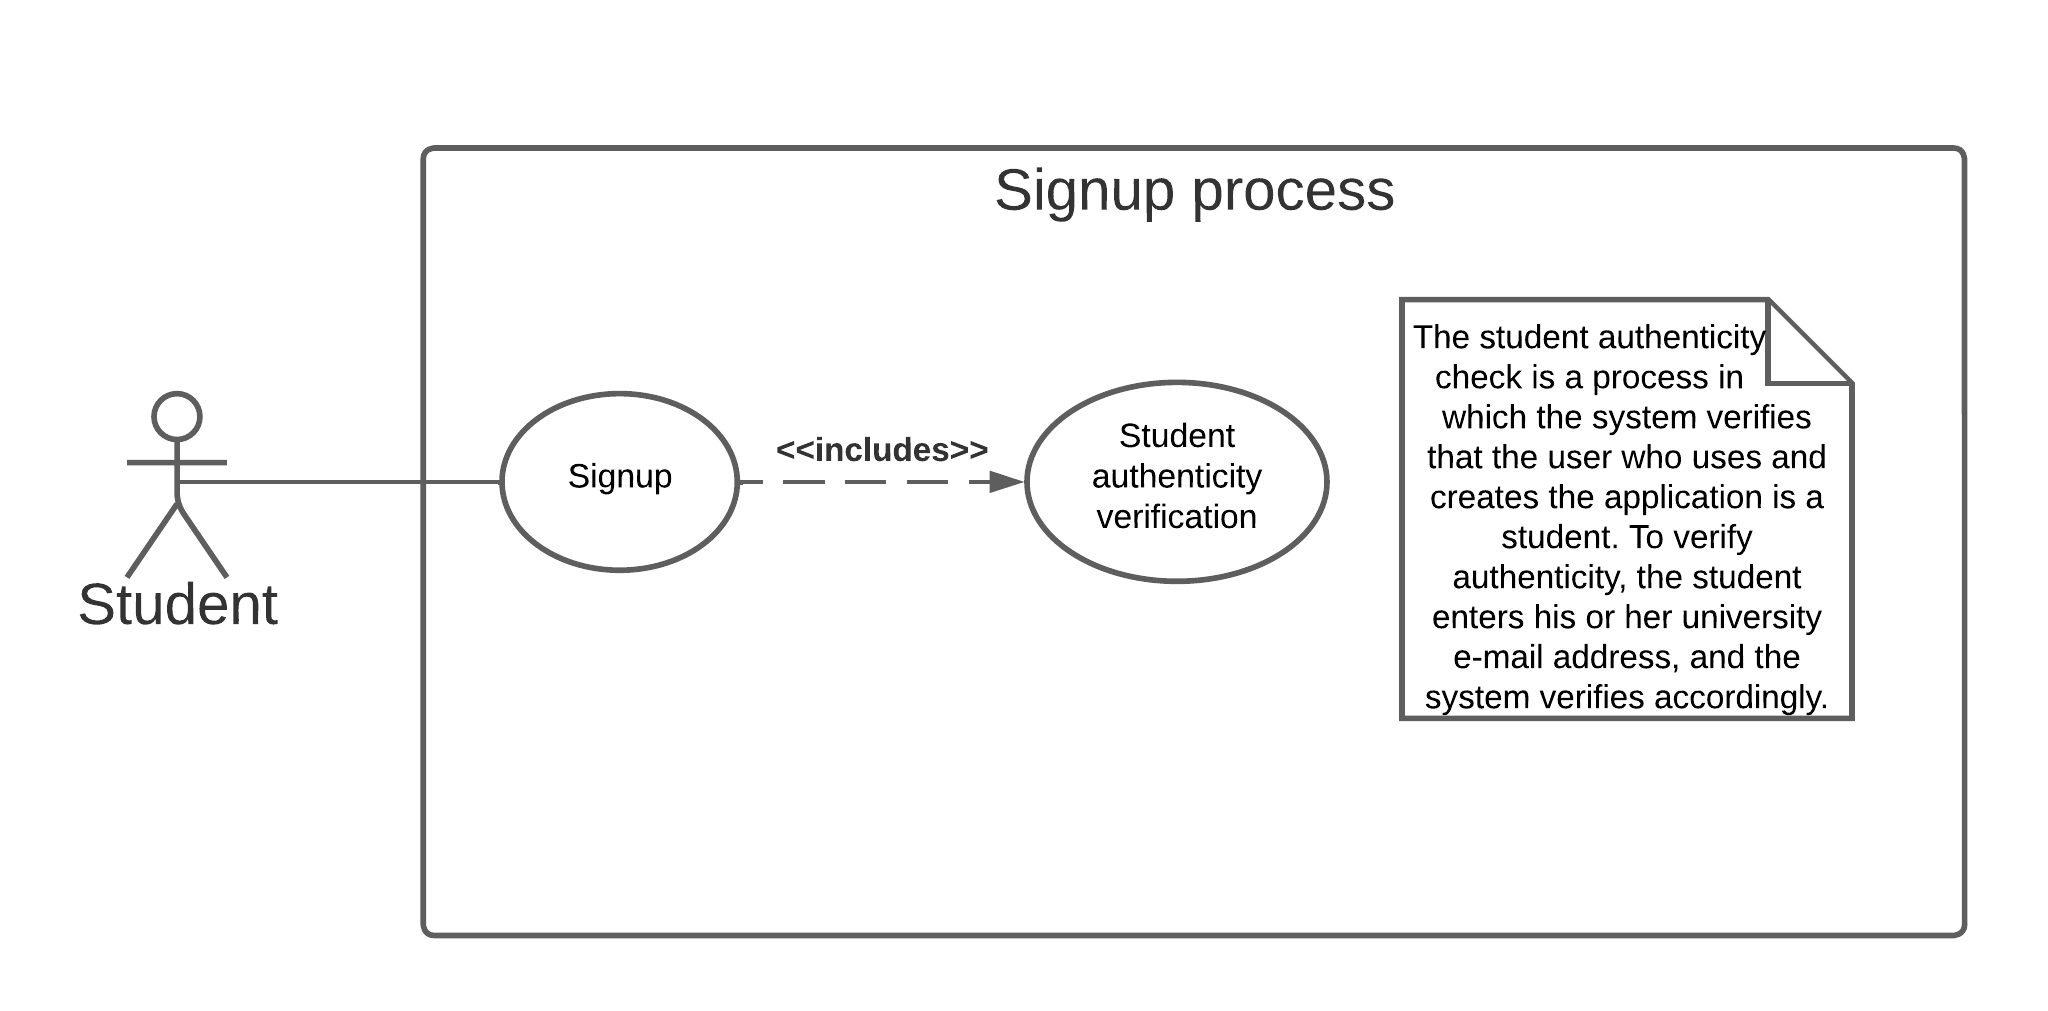 Signup process
Student
Signup
<<includes>>
Student
authenticity
verification
The student authenticity
check is a process in
which the system verifies
that the user who uses and
creates the application is a
student. To verify
authenticity, the student
enters his or her university
e-mail address, and the
system verifies accordingly.